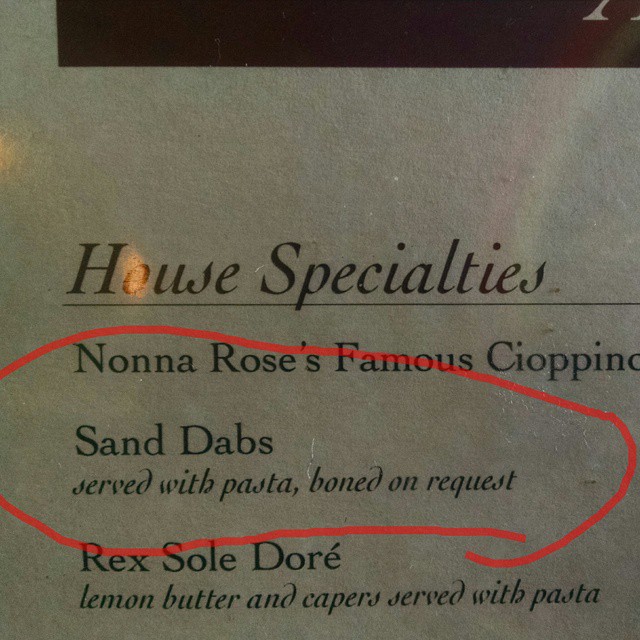 House Specialties
Nonna Rose's Famous Cioppino
Sand Dabs
served with pasta, boned on request
Rex Sole Doré
lemon butter and capers served with pasta